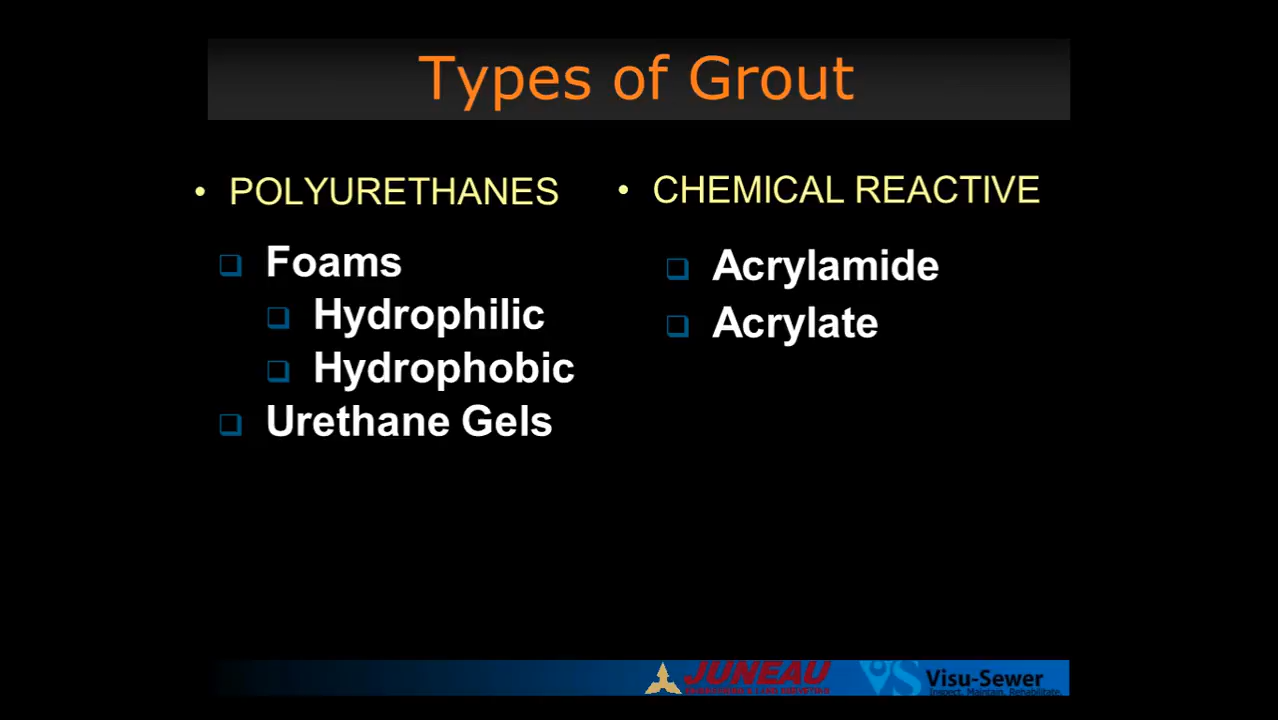 Types of Grout
• POLYURETHANES
❑ Foams
❑ Hydrophilic
❑ Hydrophobic
❑ Urethane Gels
• CHEMICAL REACTIVE
❑ Acrylamide
❑ Acrylate
JUNEAU
Visu-Sewer
Inspect. Maintain. Rehabilitate.